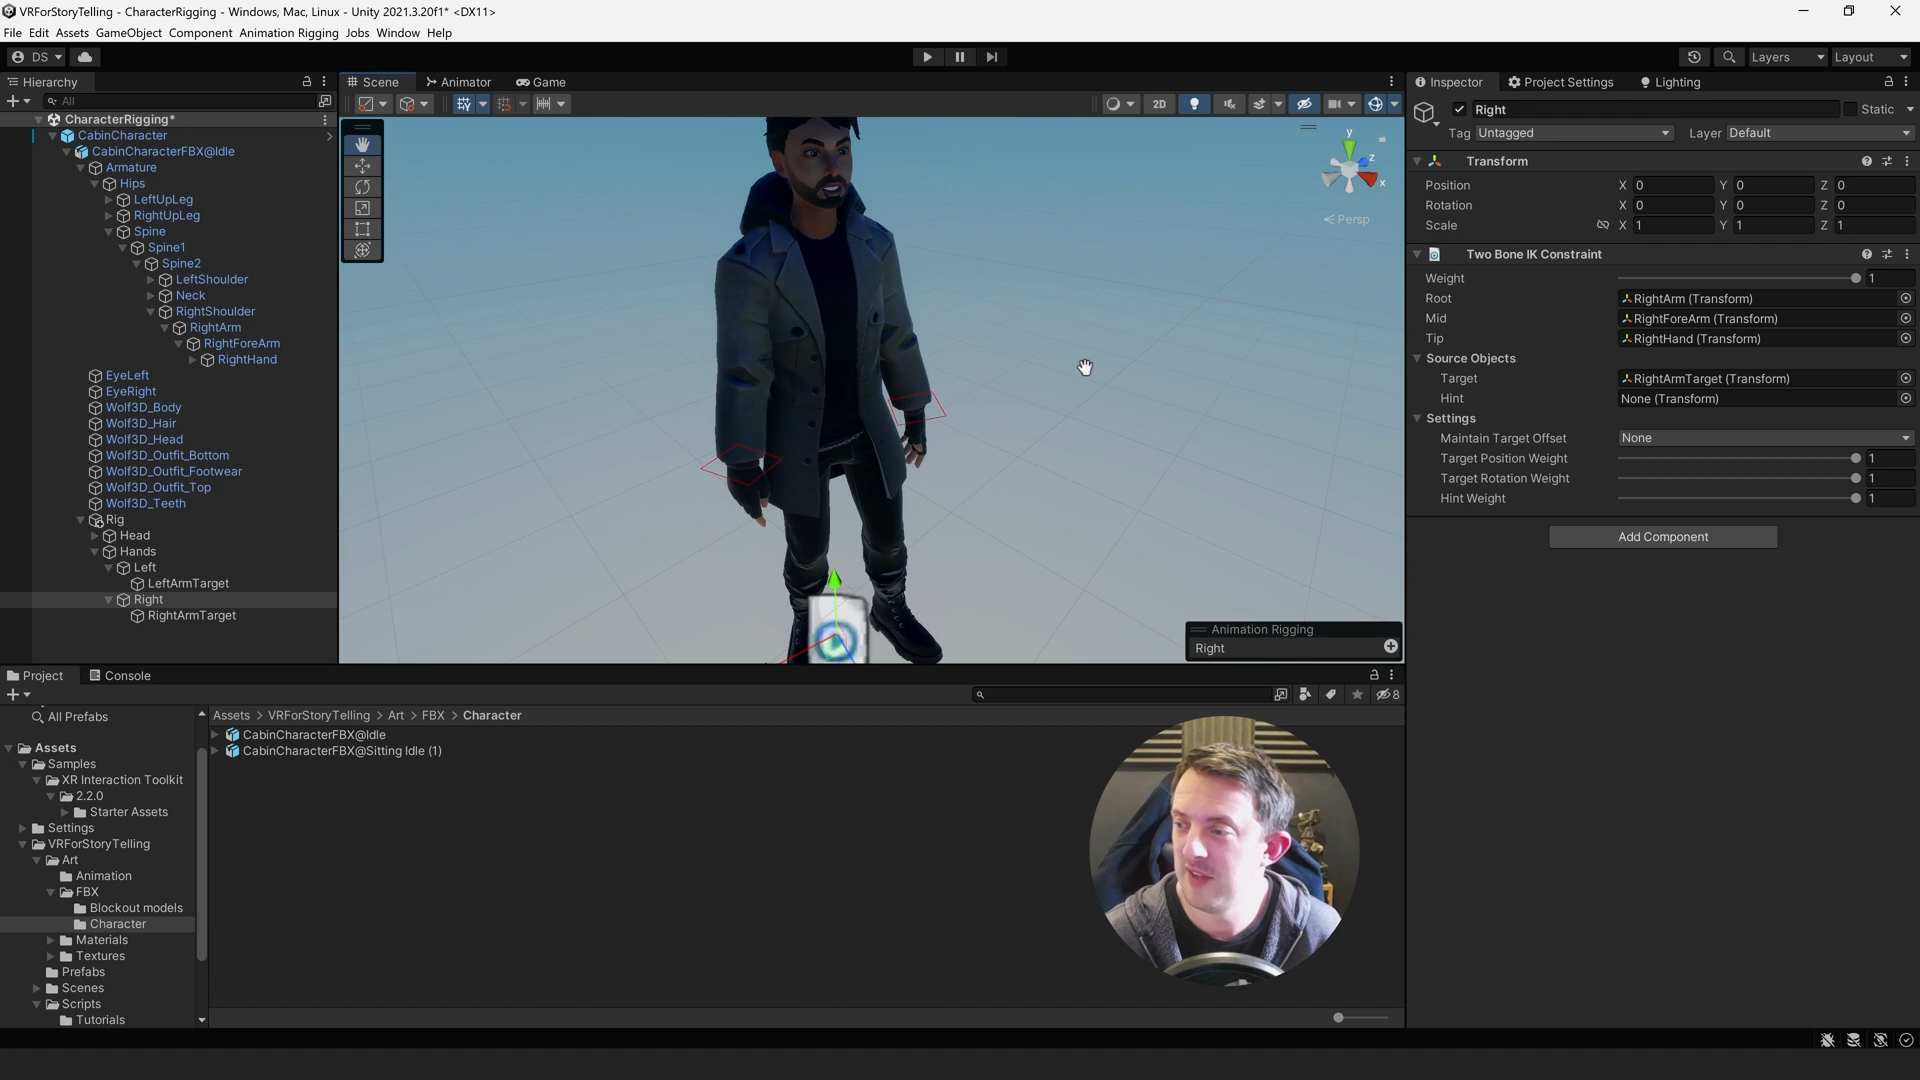 VRForStoryTelling - CharacterRigging - Windows, Mac, Linux - Unity 2021.3.20f1* <DX11>
File Edit Assets GameObject Component Animation Rigging Jobs Window Help
DS Layers Layout
Hierarchy
All
CharacterRigging*
CabinCharacter
CabinCharacterFBX@Idle
Armature
Hips
LeftUpLeg
RightUpLeg
Spine
Spine1
Spine2
LeftShoulder
Neck
RightShoulder
RightArm
RightForeArm
RightHand
EyeLeft
EyeRight
Wolf3D_Body
Wolf3D_Hair
Wolf3D_Head
Wolf3D_Outfit_Bottom
Wolf3D_Outfit_Footwear
Wolf3D_Outfit_Top
Wolf3D_Teeth
Rig
Head
Hands
Left
LeftArmTarget
Right
RightArmTarget
Scene Animator Game
2D
y
z
x
Persp
Animation Rigging
Right
Inspector Project Settings Lighting
Right Static
Tag Untagged Layer Default
Transform
Position X 0 Y 0 Z 0
Rotation X 0 Y 0 Z 0
Scale X 1 Y 1 Z 1
Two Bone IK Constraint
Weight 1
Root RightArm (Transform)
Mid RightForeArm (Transform)
Tip RightHand (Transform)
Source Objects
Target RightArmTarget (Transform)
Hint None (Transform)
Settings
Maintain Target Offset None
Target Position Weight 1
Target Rotation Weight 1
Hint Weight 1
Add Component
Project Console
8
All Prefabs
Assets
Samples
XR Interaction Toolkit
2.2.0
Starter Assets
Settings
VRForStoryTelling
Art
Animation
FBX
Blockout models
Character
Materials
Textures
Prefabs
Scenes
Scripts
Tutorials
Assets > VRForStoryTelling > Art > FBX > Character
CabinCharacterFBX@Idle
CabinCharacterFBX@Sitting Idle (1)